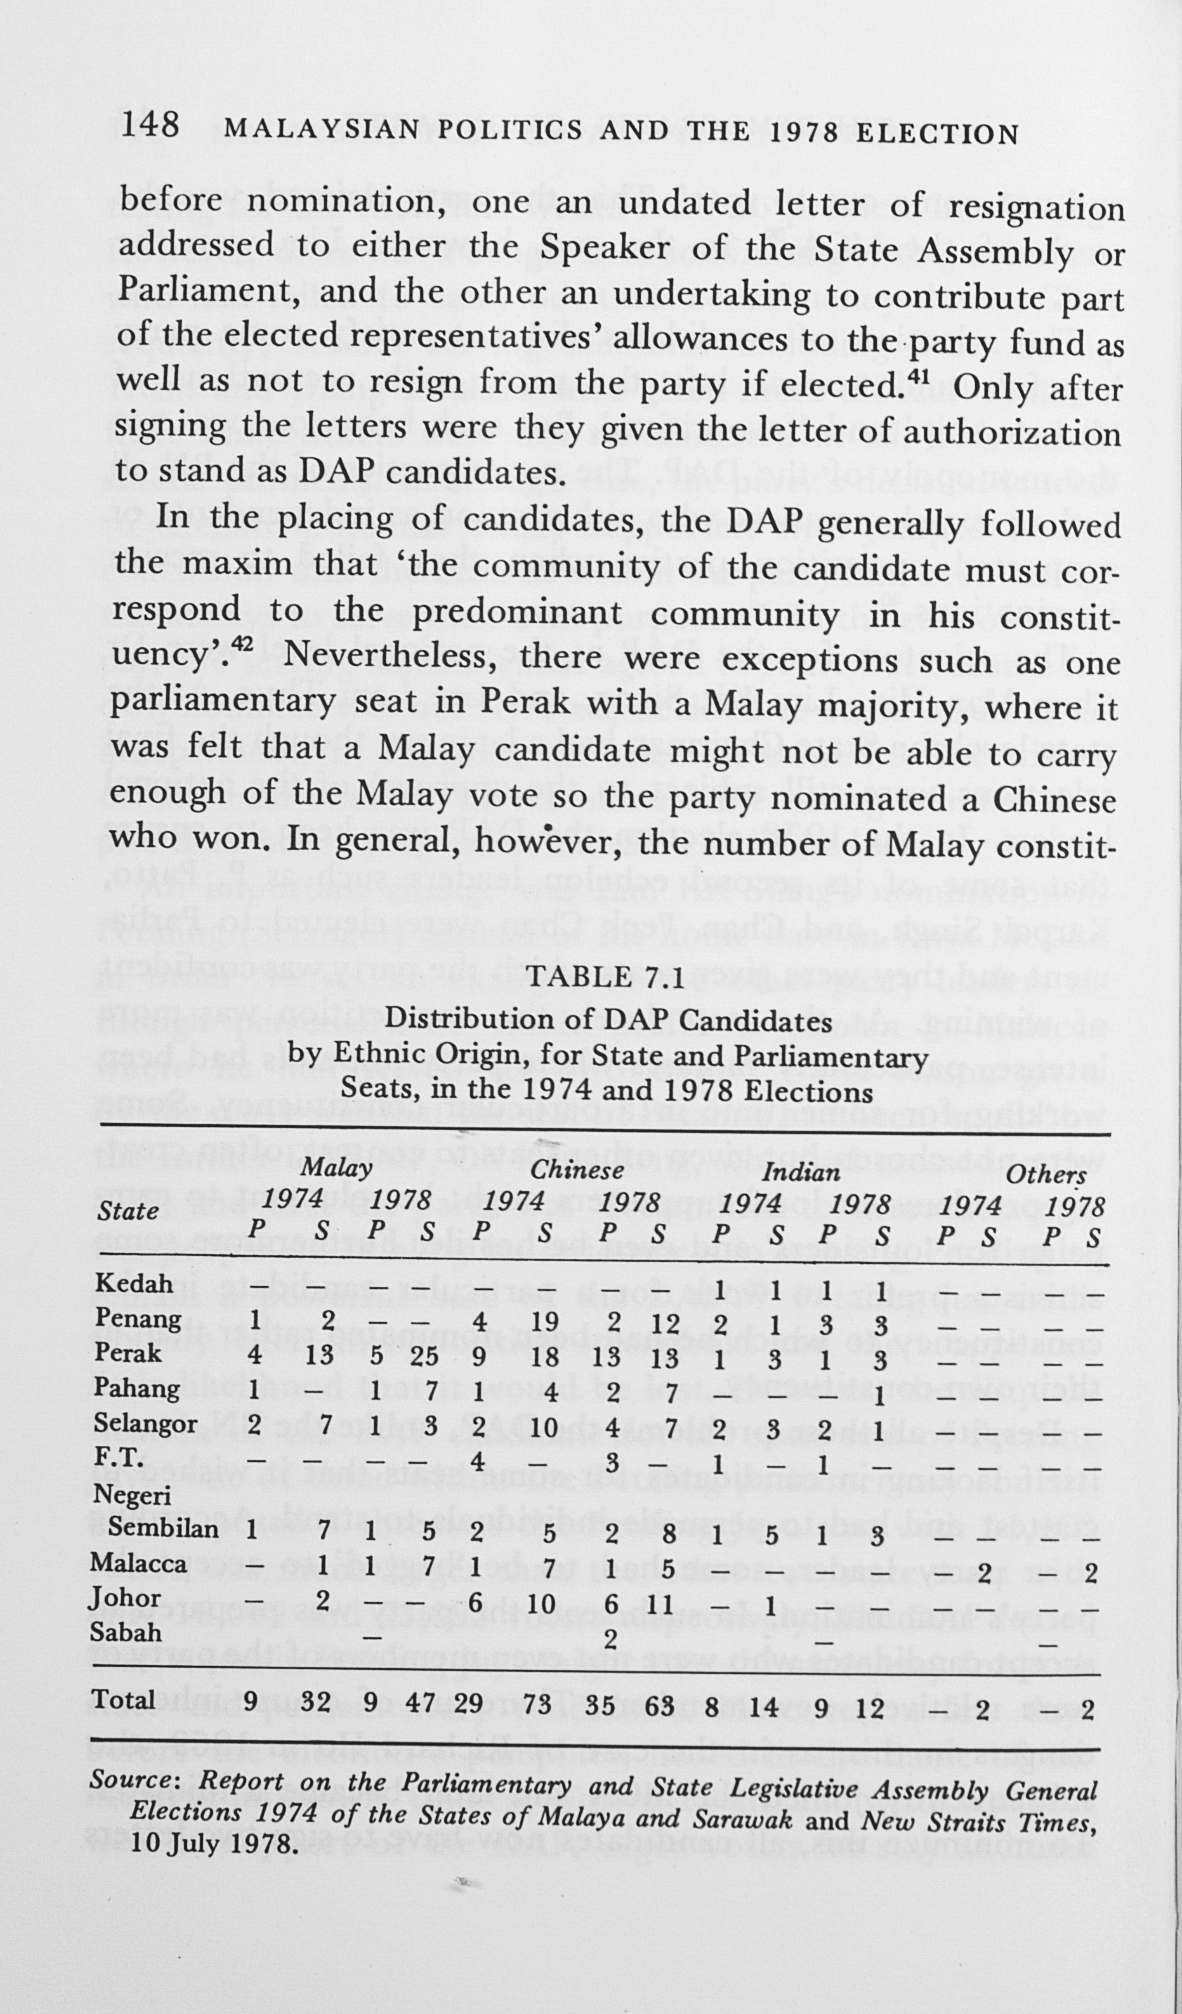 148 MALAYSIAN POLITICS AND THE 1978 ELECTION
before nomination, one an undated letter of resignation
addressed to either the Speaker of the State Assembly or
Parliament, and the other an undertaking to contribute part
of the elected representatives’ allowances to the party fund as
well as not to resign from the party if elected.⁴¹ Only after
signing the letters were they given the letter of authorization
to stand as DAP candidates.
In the placing of candidates, the DAP generally followed
the maxim that ‘the community of the candidate must cor-
respond to the predominant community in his constit-
uency’.⁴² Nevertheless, there were exceptions such as one
parliamentary seat in Perak with a Malay majority, where it
was felt that a Malay candidate might not be able to carry
enough of the Malay vote so the party nominated a Chinese
who won. In general, however, the number of Malay constit-
TABLE 7.1
Distribution of DAP Candidates
by Ethnic Origin, for State and Parliamentary
Seats, in the 1974 and 1978 Elections
Malay Chinese Indian Others
State 1974 1978 1974 1978 1974 1978 1974 1978
P S P S P S P S P S P S P S P S
Kedah — — — — — — — — 1 1 1 1 — — — —
Penang 1 2 — — 4 19 2 12 2 1 3 3 — — — —
Perak 4 13 5 25 9 18 13 13 1 3 1 3 — — — —
Pahang 1 — 1 7 1 4 2 7 — — — 1 — — — —
Selangor 2 7 1 3 2 10 4 7 2 3 2 1 — — — —
F.T. — — — — 4 — 3 — 1 — 1 — — — — —
Negeri
Sembilan 1 7 1 5 2 5 2 8 1 5 1 3 — — — —
Malacca — 1 1 7 1 7 1 5 — — — — — 2 — 2
Johor — 2 — — 6 10 6 11 — 1 — — — — — —
Sabah — 2 — —
Total 9 32 9 47 29 73 35 63 8 14 9 12 — 2 — 2
Source: Report on the Parliamentary and State Legislative Assembly General
Elections 1974 of the States of Malaya and Sarawak and New Straits Times,
10 July 1978.